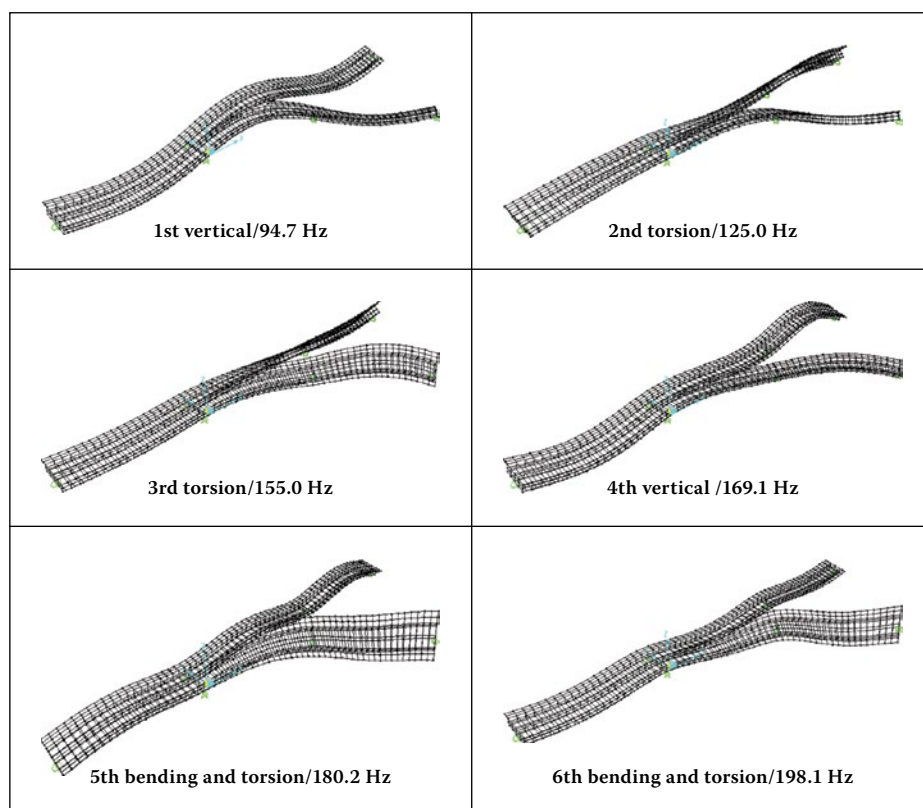 1st vertical/94.7 Hz
2nd torsion/125.0 Hz
3rd torsion/155.0 Hz
4th vertical /169.1 Hz
5th bending and torsion/180.2 Hz
6th bending and torsion/198.1 Hz